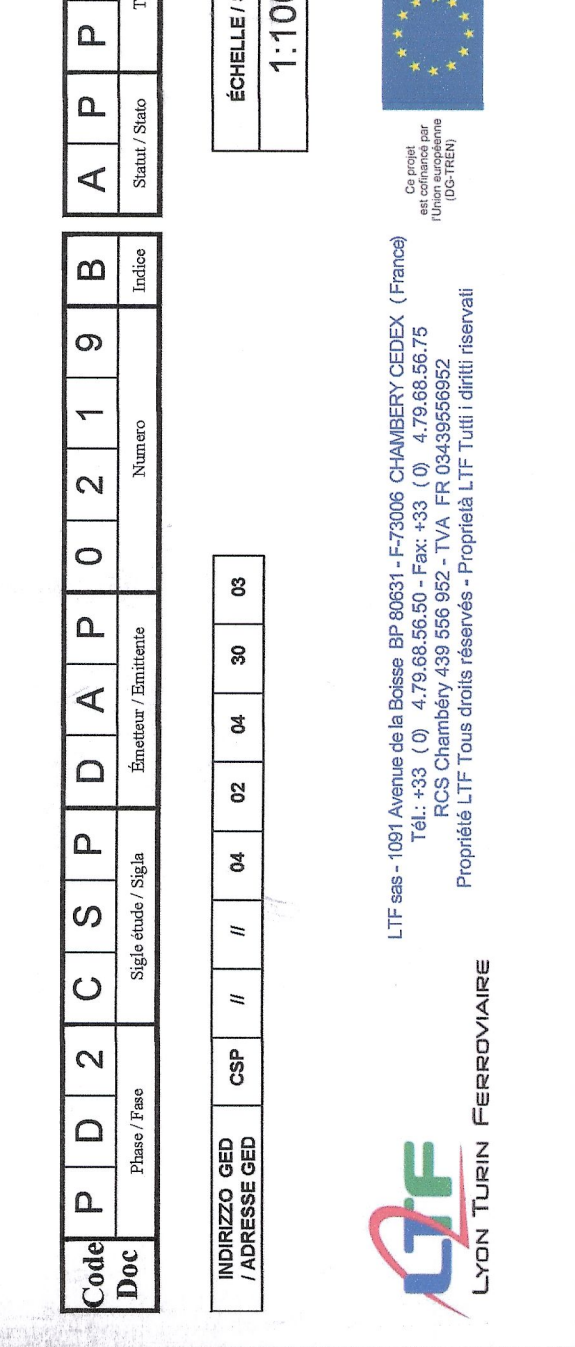 Code Doc P D 2 C S P D A P 0 2 1 9 B A P P
Phase / Fase Sigle étude / Sigla Émetteur / Emittente Numero Indice Statut / Stato T
INDIRIZZO GED
/ ADRESSE GED
CSP // // 04 02 04 30 03
ÉCHELLE /
1:100
LTF
LYON TURIN FERROVIAIRE
LTF sas - 1091 Avenue de la Boisse BP 80631 - F-73006 CHAMBERY CEDEX ( France)
Tél.: +33 ( 0) 4.79.68.56.50 - Fax: +33 ( 0) 4.79.68.56.75
RCS Chambéry 439 556 952 - TVA FR 03439556952
Propriété LTF Tous droits réservés - Proprietà LTF Tutti i diritti riservati
Ce projet
est cofinancé par
l'Union européenne
(DG-TREN)